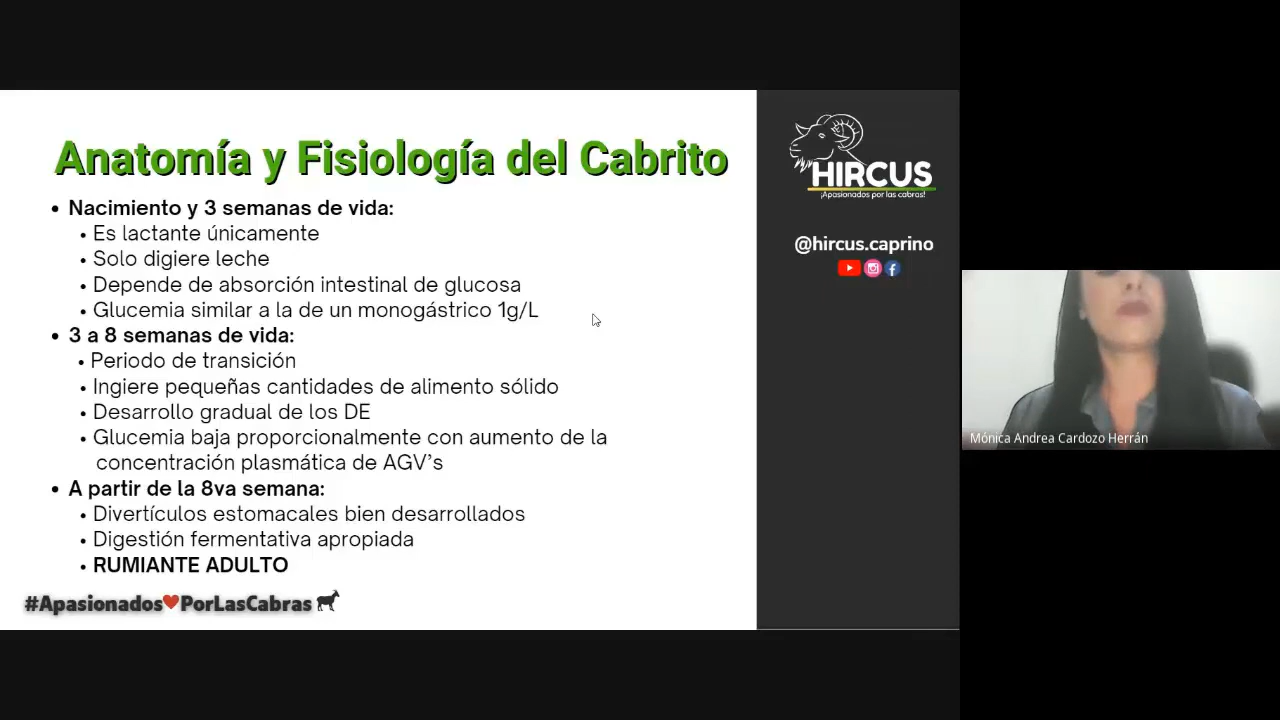 Anatomía y Fisiología del Cabrito
• Nacimiento y 3 semanas de vida:
• Es lactante únicamente
• Solo digiere leche
• Depende de absorción intestinal de glucosa
• Glucemia similar a la de un monogástrico 1g/L
• 3 a 8 semanas de vida:
• Periodo de transición
• Ingiere pequeñas cantidades de alimento sólido
• Desarrollo gradual de los DE
• Glucemia baja proporcionalmente con aumento de la
concentración plasmática de AGV's
• A partir de la 8va semana:
• Divertículos estomacales bien desarrollados
• Digestión fermentativa apropiada
• RUMIANTE ADULTO
#Apasionados❤PorLasCabras
HIRCUS
¡Apasionados por las cabras!
@hircus.caprino
Mónica Andrea Cardozo Herrán